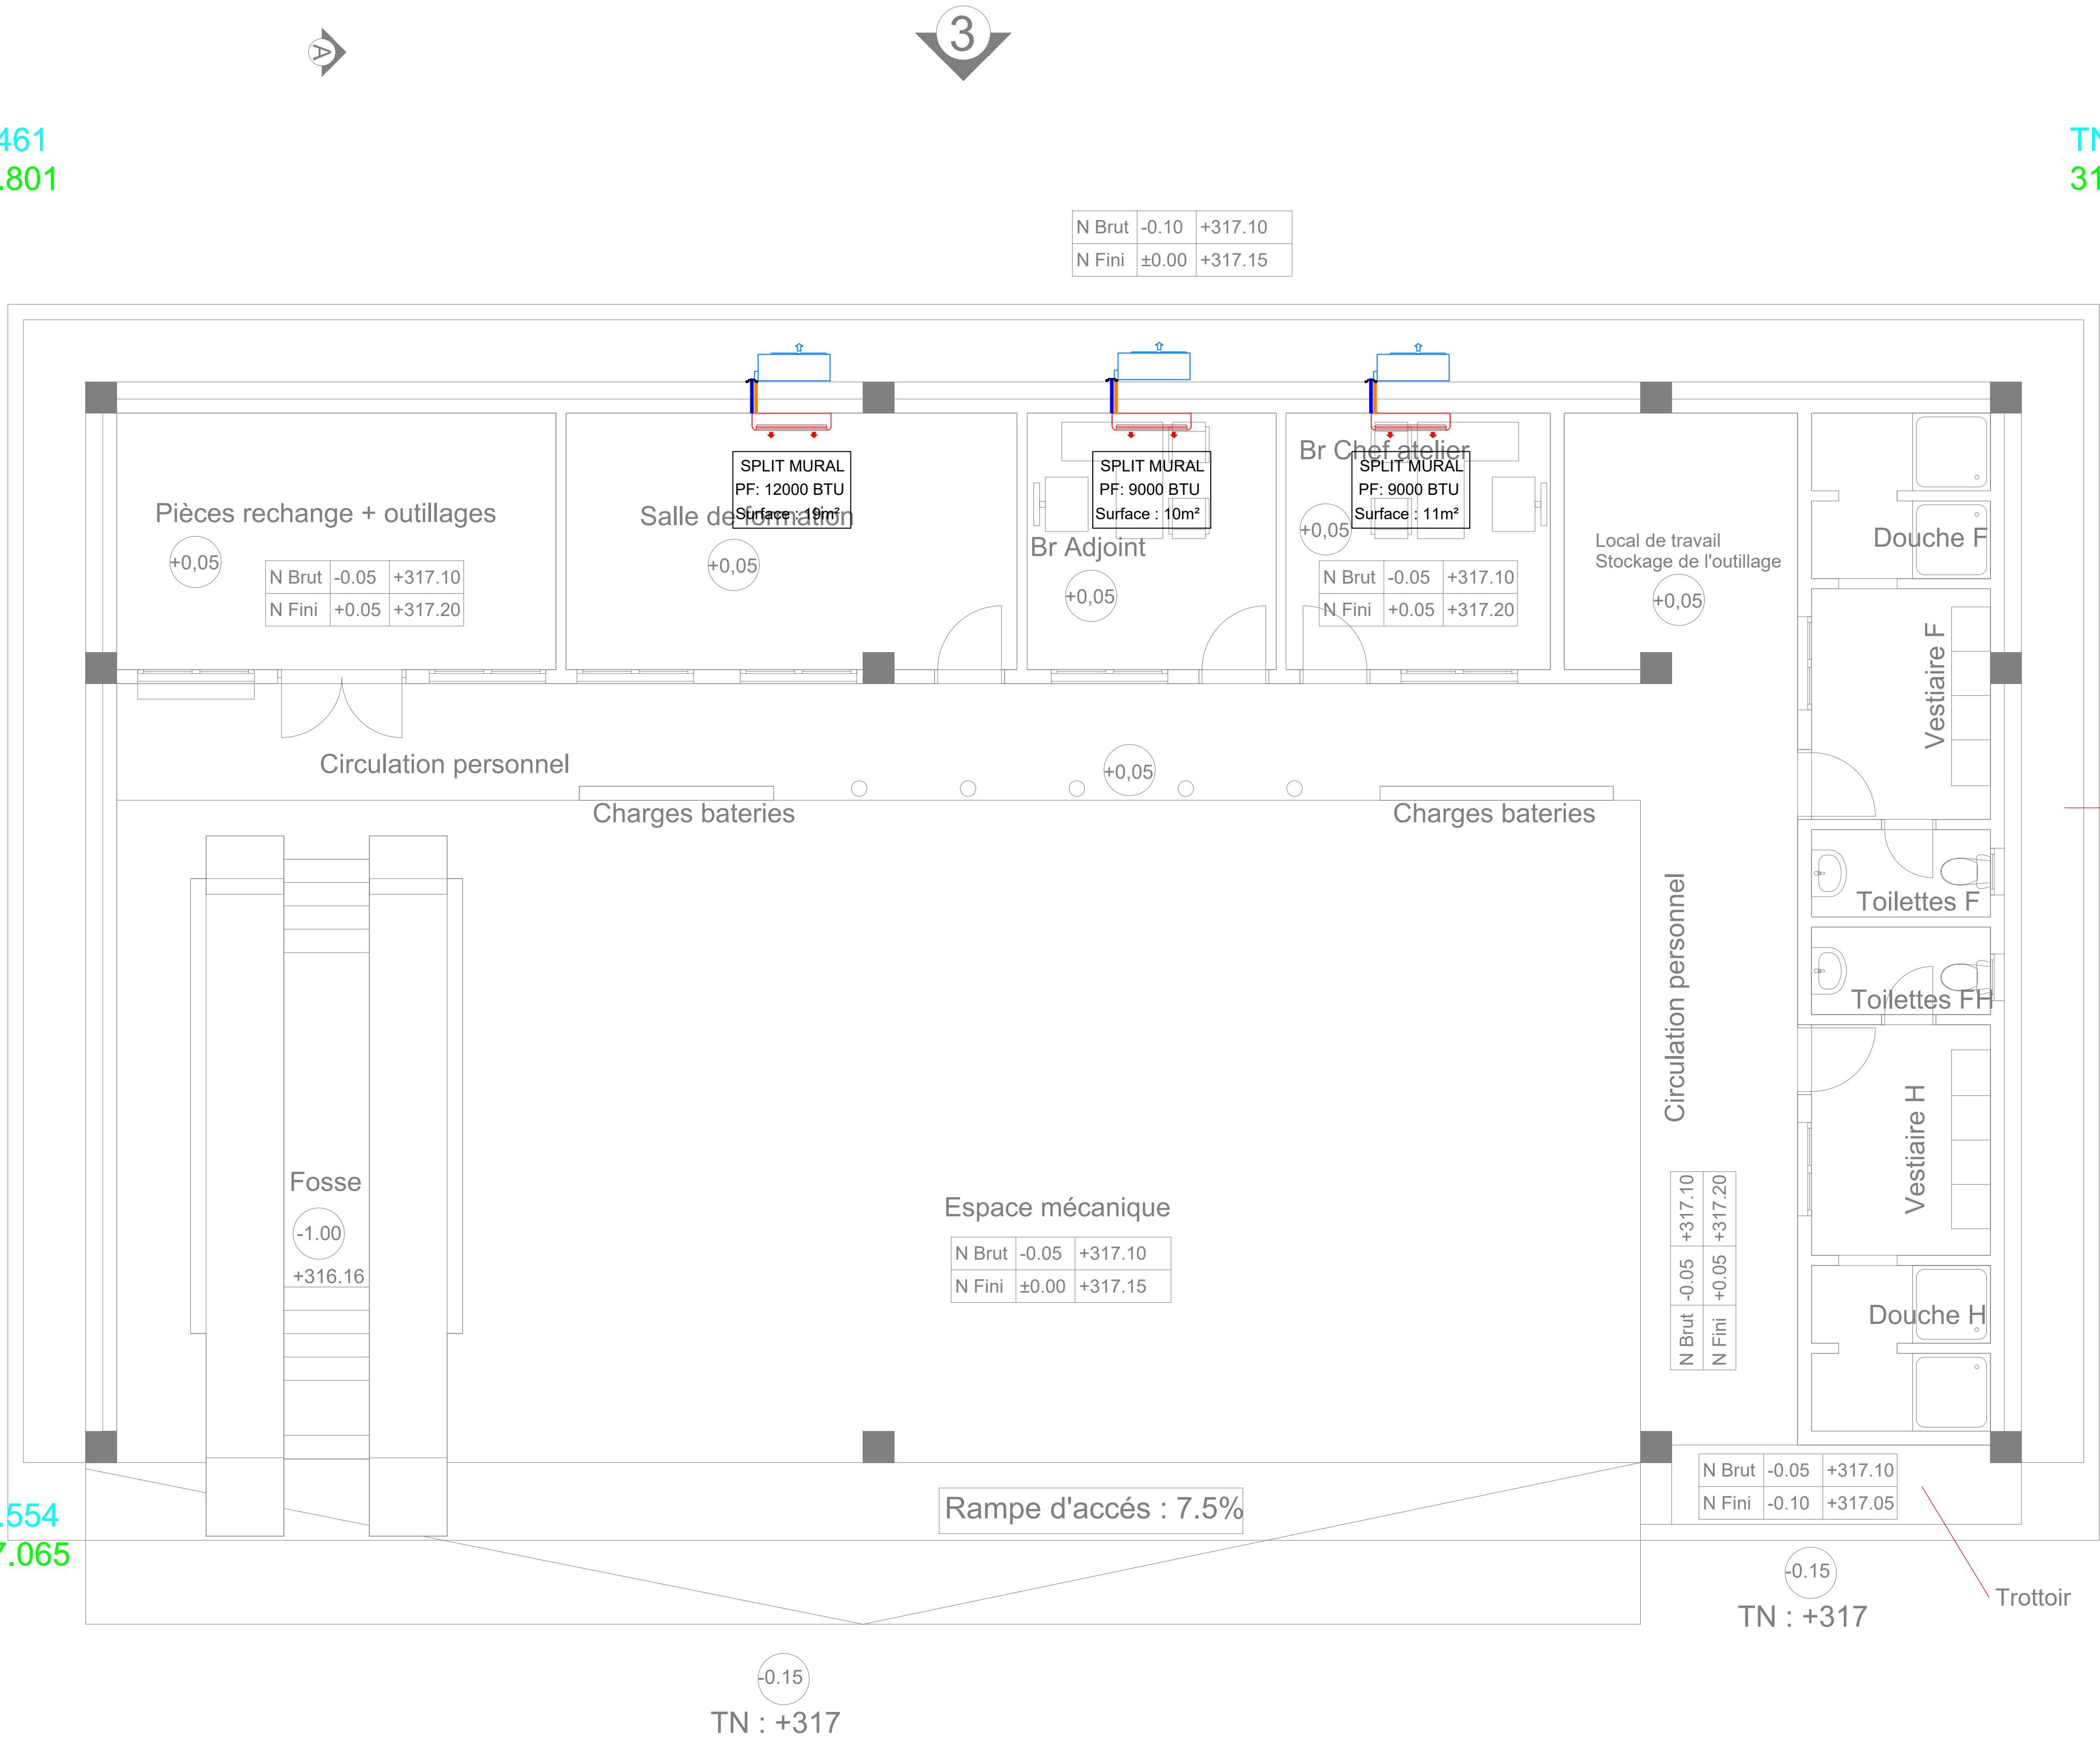 A
3
461
.801
TN
31
N Brut -0.10 +317.10
N Fini ±0.00 +317.15
SPLIT MURAL
PF: 12000 BTU
Surface : 19m²
SPLIT MURAL
PF: 9000 BTU
Surface : 10m²
SPLIT MURAL
PF: 9000 BTU
Surface : 11m²
Pièces rechange + outillages
+0,05
N Brut -0.05 +317.10
N Fini +0.05 +317.20
Salle de formation
+0,05
Br Adjoint
+0,05
Br Chef atelier
+0,05
N Brut -0.05 +317.10
N Fini +0.05 +317.20
Local de travail
Stockage de l'outillage
+0,05
Douche F
Vestiaire F
Circulation personnel
+0,05
Charges bateries
Charges bateries
Toilettes F
Toilettes FH
Circulation personnel
Vestiaire H
Fosse
-1.00
+316.16
Espace mécanique
N Brut -0.05 +317.10
N Fini ±0.00 +317.15
N Brut -0.05 +317.10
N Fini +0.05 +317.20
Douche H
N Brut -0.05 +317.10
N Fini -0.10 +317.05
Rampe d'accés : 7.5%
.554
7.065
-0.15
TN : +317
Trottoir
-0.15
TN : +317